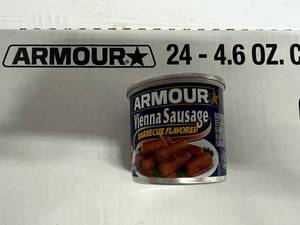 ARMOUR★ 24 - 4.6 OZ. C
ARMOUR★
Vienna Sausage
BARBECUE FLAVORED